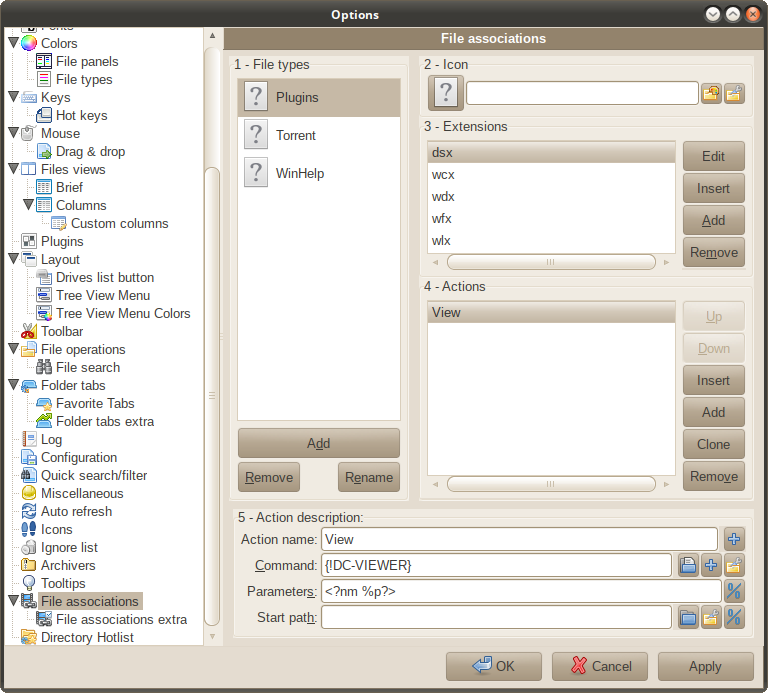 Options
Fonts
Colors
File panels
File types
Keys
Hot keys
Mouse
Drag & drop
Files views
Brief
Columns
Custom columns
Plugins
Layout
Drives list button
Tree View Menu
Tree View Menu Colors
Toolbar
File operations
File search
Folder tabs
Favorite Tabs
Folder tabs extra
Log
Configuration
Quick search/filter
Miscellaneous
Auto refresh
Icons
Ignore list
Archivers
Tooltips
File associations
File associations extra
Directory Hotlist
File associations
1 - File types
Plugins
Torrent
WinHelp
Add
Remove
Rename
2 - Icon
3 - Extensions
dsx
wcx
wdx
wfx
wlx
Edit
Insert
Add
Remove
4 - Actions
View
Up
Down
Insert
Add
Clone
Remove
5 - Action description:
Action name: View
Command: {!DC-VIEWER}
Parameters: <?nm %p?>
Start path:
OK
Cancel
Apply